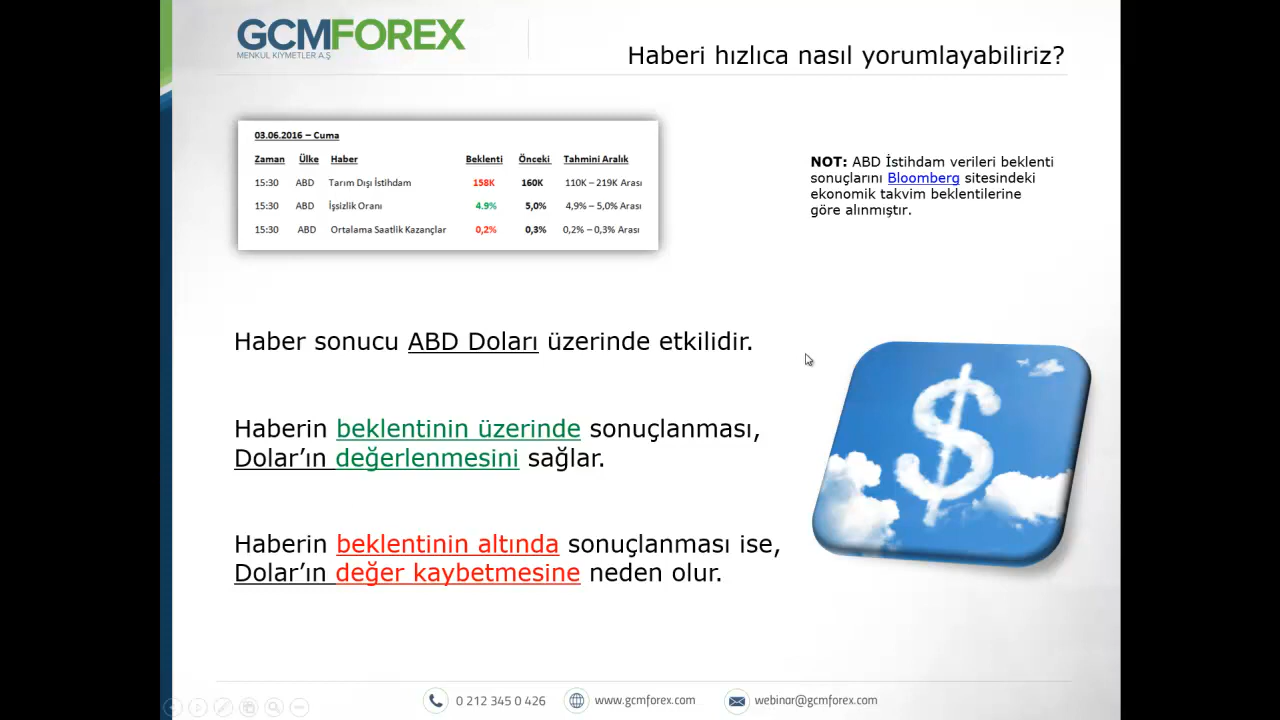 GCMFOREX
MENKUL KIYMETLER A.Ş
Haberi hızlıca nasıl yorumlayabiliriz?
03.06.2016 – Cuma
Zaman Ülke Haber Beklenti Önceki Tahmini Aralık
15:30 ABD Tarım Dışı İstihdam 158K 160K 110K – 219K Arası
15:30 ABD İşsizlik Oranı 4.9% 5,0% 4,9% – 5,0% Arası
15:30 ABD Ortalama Saatlik Kazançlar 0,2% 0,3% 0,2% – 0,3% Arası
NOT: ABD İstihdam verileri beklenti
sonuçlarını Bloomberg sitesindeki
ekonomik takvim beklentilerine
göre alınmıştır.
Haber sonucu ABD Doları üzerinde etkilidir.
Haberin beklentinin üzerinde sonuçlanması,
Dolar’ın değerlenmesini sağlar.
Haberin beklentinin altında sonuçlanması ise,
Dolar’ın değer kaybetmesine neden olur.
$
0 212 345 0 426 www.gcmforex.com webinar@gcmforex.com